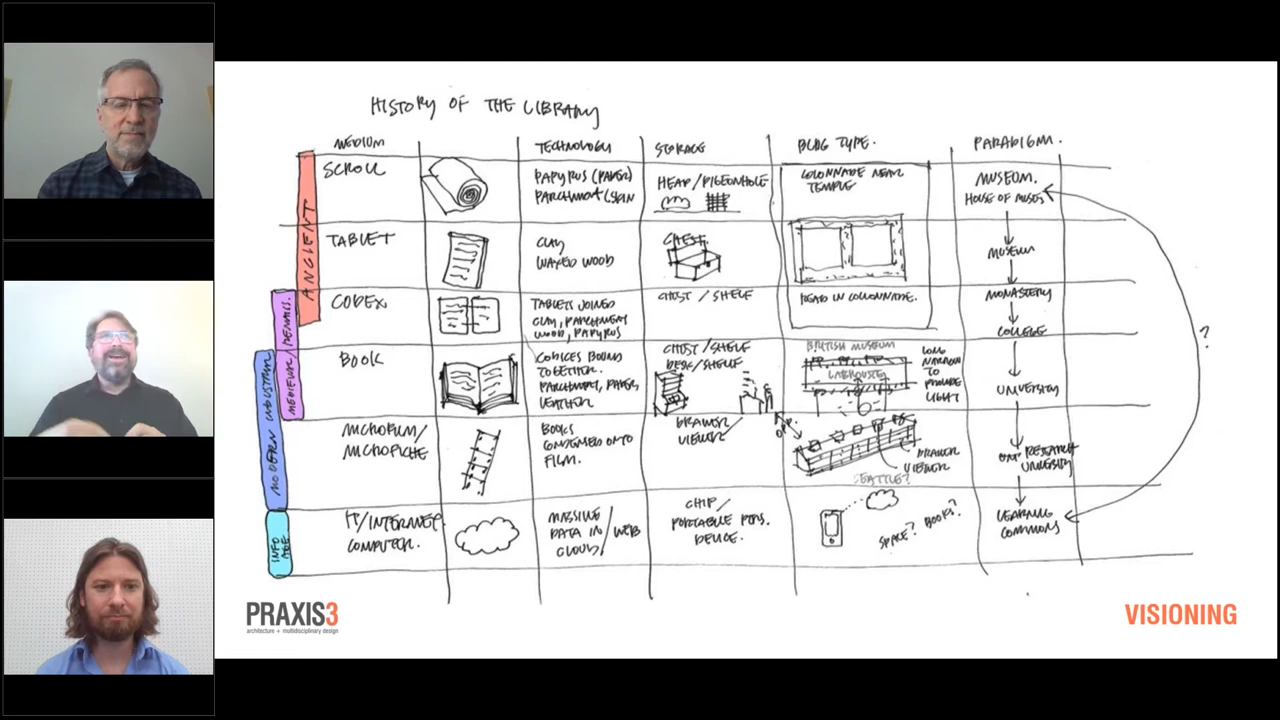 HISTORY OF THE LIBRARY
MEDIUM TECHNOLOGY STORAGE BLDG TYPE. PARADIGM.
ANCIENT
SCROLL
PAPYRUS (PAPER)
PARCHMENT/SKIN
HEAP/PIGEONHOLE
COLONNADE NEAR
TEMPLE
MUSEUM.
HOUSE OF MUSES
TABLET
CLAY
WAXED WOOD
CHEST.
MUSEUM
MEDIEVAL/RENAIS.
CODEX
TABLETS JOINED
CLAY, PARCHMENT
WOOD, PAPYRUS
CHEST / SHELF
READ IN COLONNADE.
MONASTERY
COLLEGE
?
MODERN INDUSTRIAL
BOOK
CODICES BOUND
TOGETHER.
PARCHMENT, PAPER,
LEATHER
CHEST/SHELF
DESK/SHELF
BRITISH MUSEUM
LABROUSTE
LONG
NARROW
TO
PROVIDE
LIGHT
UNIVERSITY
MICROFILM/
MICROFICHE
BOOKS
CONDENSED ONTO
FILM.
DRAWER
VIEWER/
DRAWER
VIEWER
SEATTLE?
RESEARCH
UNIVERSITY
INFO
AGE
IT/INTERNET
COMPUTER.
MASSIVE
DATA IN
CLOUD/WEB
CHIP/
PORTABLE
DEVICE.
SPACE? BOOKS?
LEARNING
COMMONS
PRAXIS3
architecture + multidisciplinary design
VISIONING